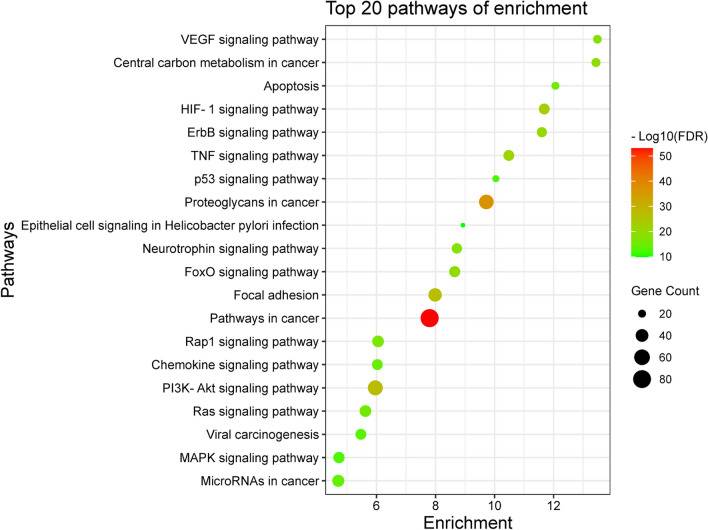 Top 20 pathways of enrichment
VEGF signaling pathway
Central carbon metabolism in cancer
Apoptosis
HIF- 1 signaling pathway
ErbB signaling pathway
TNF signaling pathway
p53 signaling pathway
Proteoglycans in cancer
Epithelial cell signaling in Helicobacter pylori infection
Neurotrophin signaling pathway
FoxO signaling pathway
Focal adhesion
Pathways in cancer
Rap1 signaling pathway
Chemokine signaling pathway
PI3K- Akt signaling pathway
Ras signaling pathway
Viral carcinogenesis
MAPK signaling pathway
MicroRNAs in cancer
Pathways
6 8 10 12
Enrichment
- Log10(FDR)
50
40
30
20
10
Gene Count
20
40
60
80